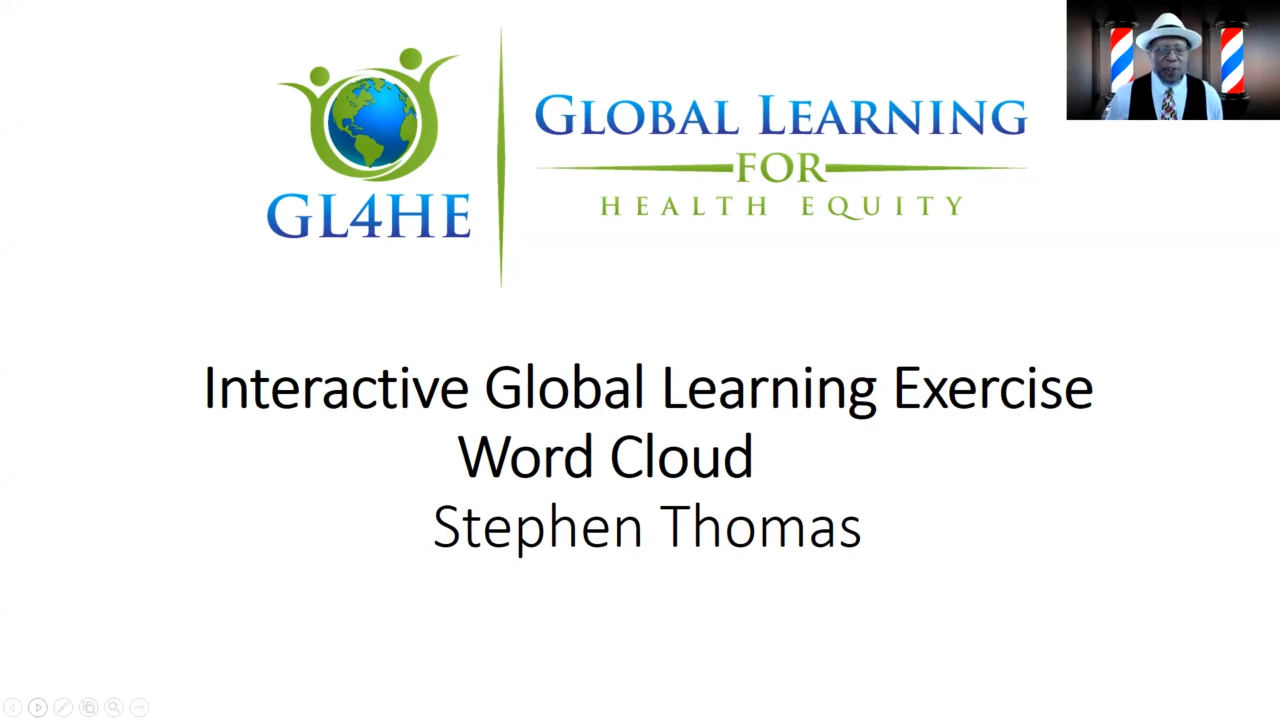 GL4HE
GLOBAL LEARNING
FOR
HEALTH EQUITY
Interactive Global Learning Exercise
Word Cloud
Stephen Thomas